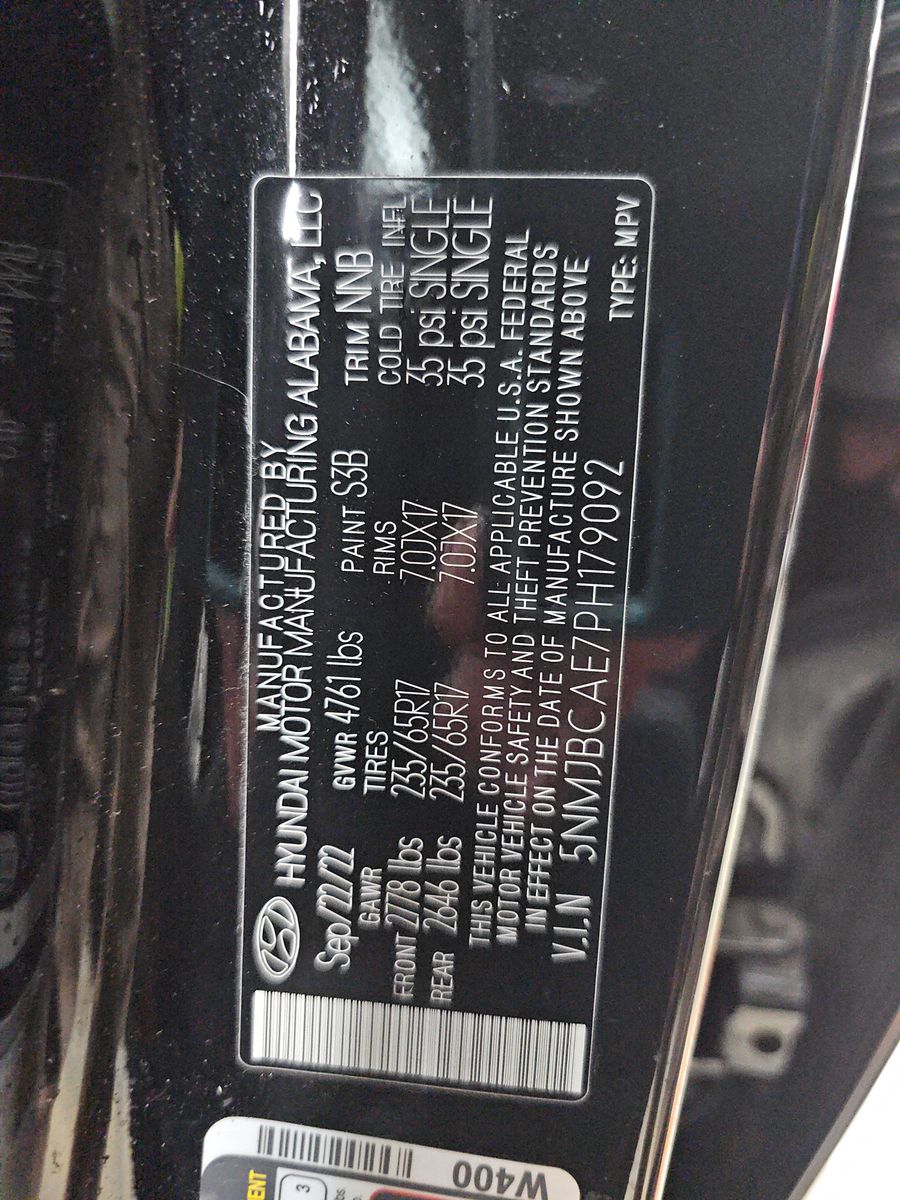 MANUFACTURED BY
HYUNDAI MOTOR MANUFACTURING ALABAMA, LLC
GVWR 4761 lbs PAINT S3B TRIM NNB
GAWR TIRES RIMS COLD TIRE INFL
FRONT 2778 lbs 235/65R17 7.0JX17 35 psi SINGLE
REAR 2646 lbs 235/65R17 7.0JX17 35 psi SINGLE
THIS VEHICLE CONFORMS TO ALL APPLICABLE U.S.A. FEDERAL
MOTOR VEHICLE SAFETY AND THEFT PREVENTION STANDARDS
IN EFFECT ON THE DATE OF MANUFACTURE SHOWN ABOVE
V.I.N 5NMJBCAE7PH179092 TYPE: MPV
W400
3